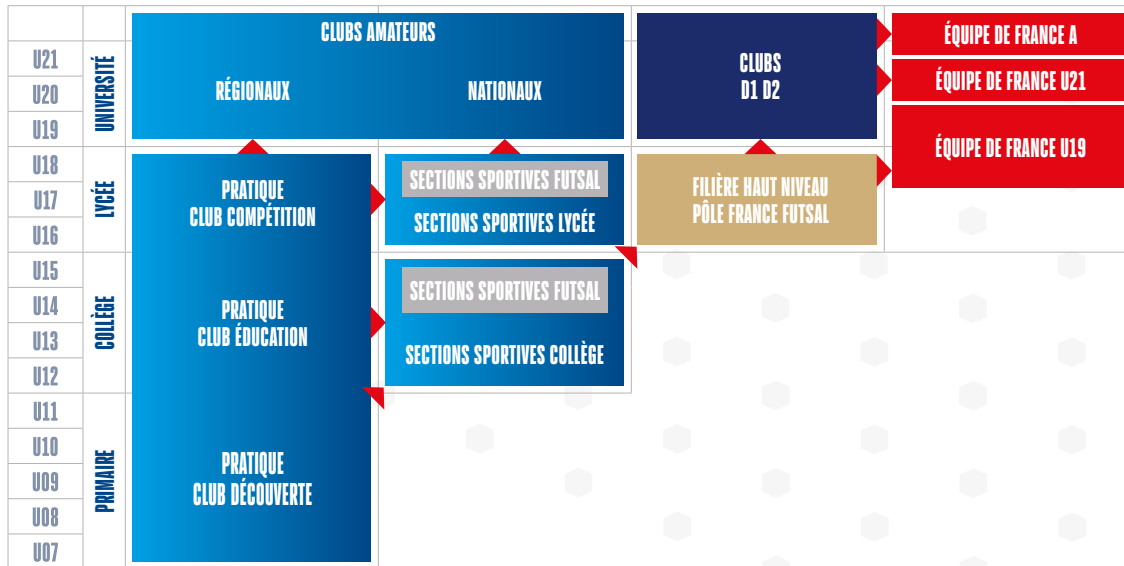 CLUBS AMATEURS
RÉGIONAUX
NATIONAUX
CLUBS
D1 D2
ÉQUIPE DE FRANCE A
ÉQUIPE DE FRANCE U21
ÉQUIPE DE FRANCE U19
U21
U20
U19
UNIVERSITÉ
U18
U17
U16
LYCÉE
PRATIQUE
CLUB COMPÉTITION
SECTIONS SPORTIVES FUTSAL
SECTIONS SPORTIVES LYCÉE
FILIÈRE HAUT NIVEAU
PÔLE FRANCE FUTSAL
U15
U14
U13
U12
COLLÈGE
PRATIQUE
CLUB ÉDUCATION
SECTIONS SPORTIVES FUTSAL
SECTIONS SPORTIVES COLLÈGE
U11
U10
U09
U08
U07
PRIMAIRE
PRATIQUE
CLUB DÉCOUVERTE